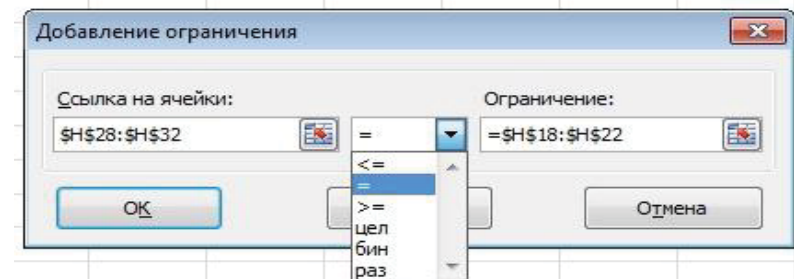 Добавление ограничения
Ссылка на ячейки:
Ограничение:
$H$28:$H$32
=
=$H$18:$H$22
<=
=
>=
цел
бин
раз
ОК
Отмена